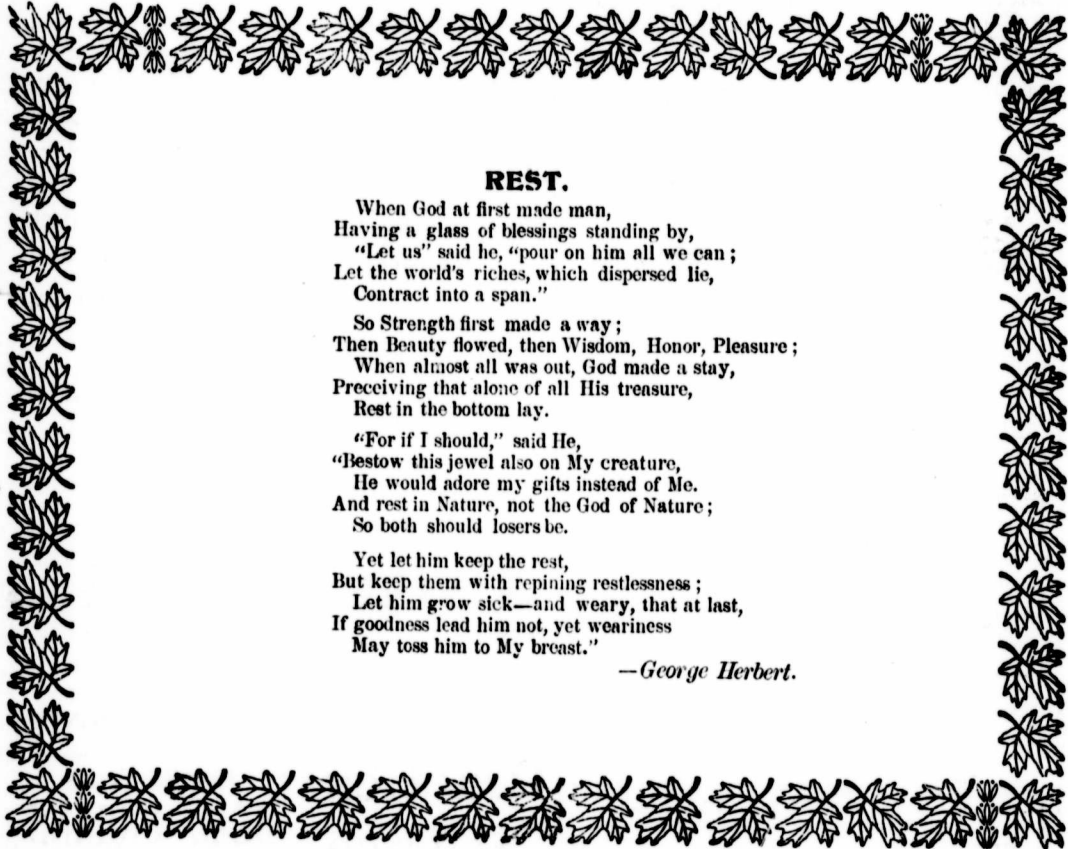 REST.
When God at first made man,
Having a glass of blessings standing by,
“Let us” said he, “pour on him all we can;
Let the world's riches, which dispersed lie,
Contract into a span.”
So Strength first made a way;
Then Beauty flowed, then Wisdom, Honor, Pleasure;
When almost all was out, God made a stay,
Preceiving that alone of all His treasure,
Rest in the bottom lay.
“For if I should,” said He,
“Bestow this jewel also on My creature,
He would adore my gifts instead of Me.
And rest in Nature, not the God of Nature;
So both should losers be.
Yet let him keep the rest,
But keep them with repining restlessness;
Let him grow sick—and weary, that at last,
If goodness lead him not, yet weariness
May toss him to My breast.”
—George Herbert.